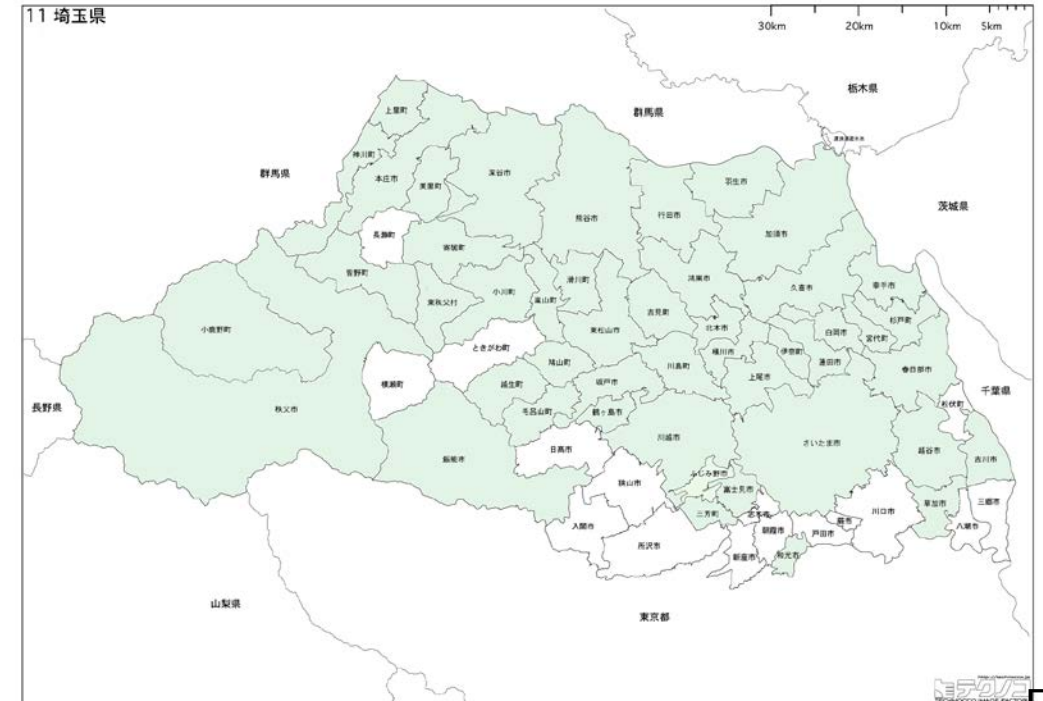 11 埼玉県
30km 20km 10km 5km
栃木県
群馬県
上里町
神川町
群馬県
本庄市
美里町
深谷市
羽生市
茨城県
行田市
熊谷市
加須市
長瀞町
寄居町
皆野町
滑川町
鴻巣市
久喜市
幸手市
小川町
嵐山町
東秩父村
吉見町
杉戸町
小鹿野町
東松山市
北本市
白岡市
宮代町
ときがわ町
桶川市
伊奈町
鳩山町
川島町
蓮田市
春日部市
横瀬町
越生町
坂戸市
上尾市
千葉県
長野県
秩父市
毛呂山町
鶴ヶ島市
松伏町
川越市
さいたま市
日高市
越谷市
飯能市
吉川市
ふじみ野市
狭山市
富士見市
草加市
三郷市
三芳町
志木市
川口市
入間市
蕨市
八潮市
朝霞市
戸田市
所沢市
新座市
和光市
山梨県
東京都
テクノコ